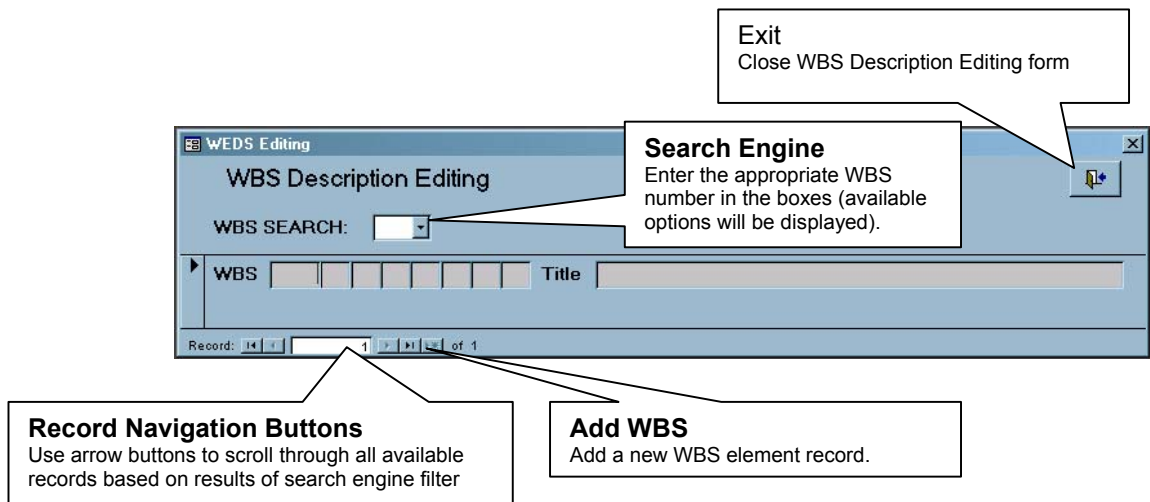 Exit
Close WBS Description Editing form
WEDS Editing
WBS Description Editing
Search Engine
Enter the appropriate WBS
number in the boxes (available
options will be displayed).
WBS SEARCH:
WBS Title
Record: 1 of 1
Record Navigation Buttons
Use arrow buttons to scroll through all available
records based on results of search engine filter
Add WBS
Add a new WBS element record.